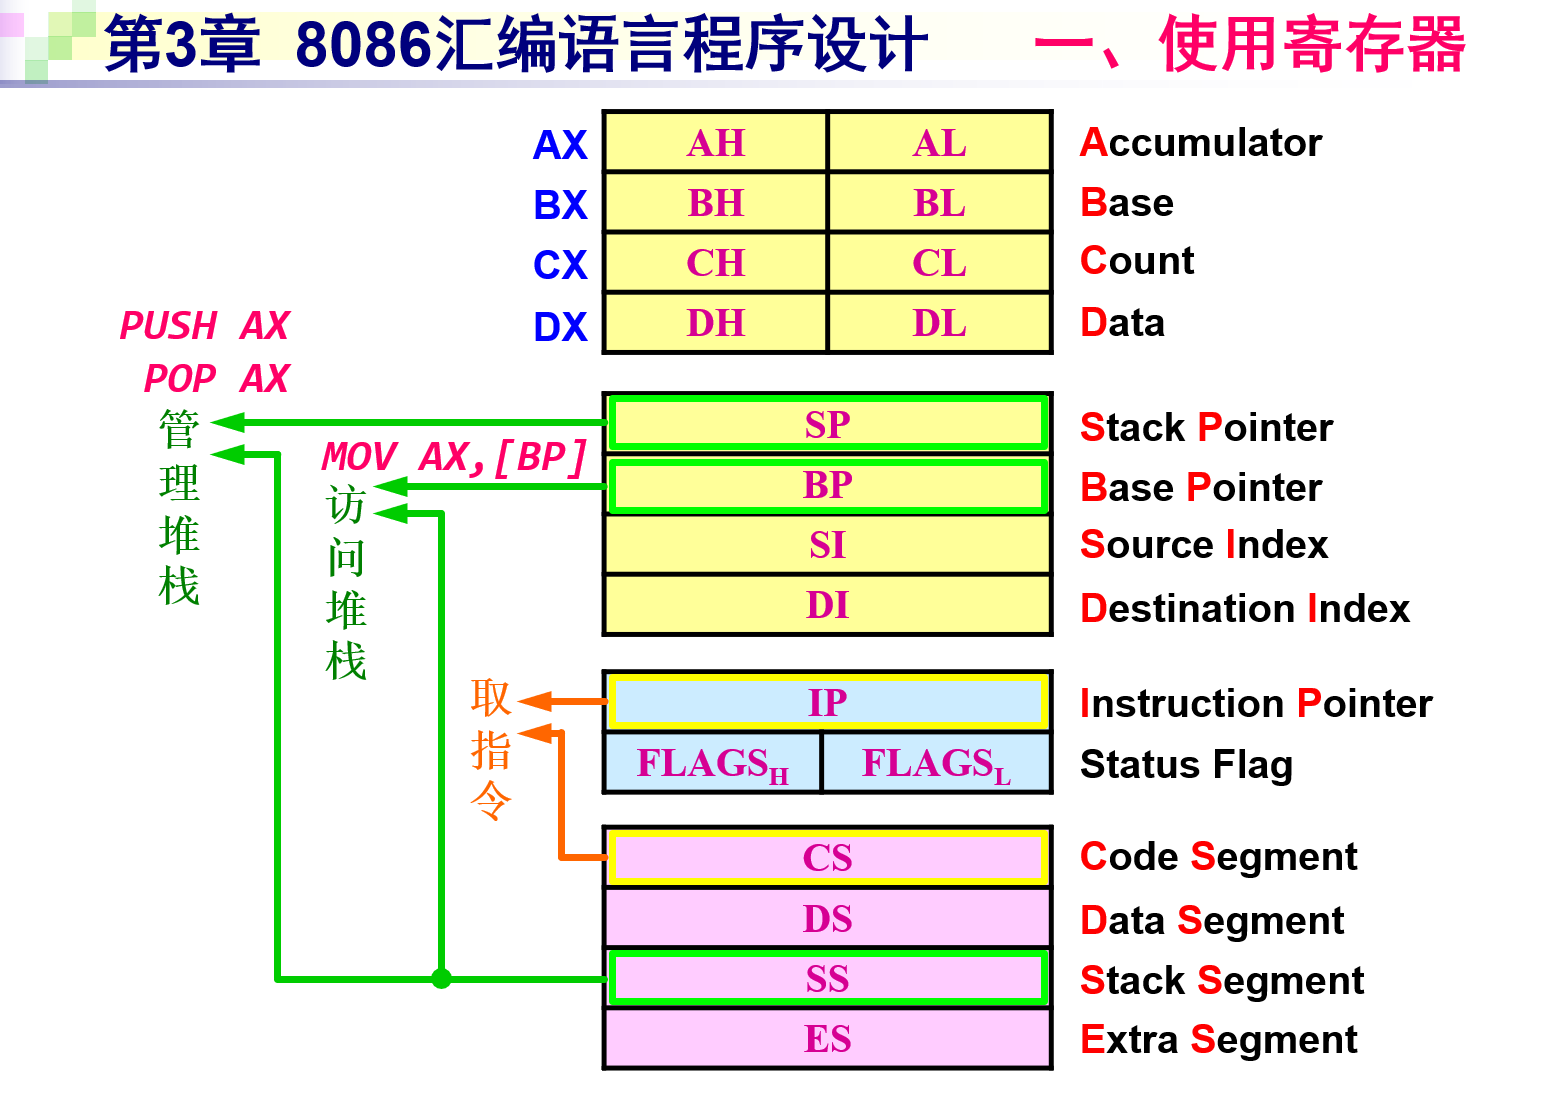 第3章 8086汇编语言程序设计 一、使用寄存器
AX AH AL Accumulator
BX BH BL Base
CX CH CL Count
DX DH DL Data
PUSH AX
POP AX
管理堆栈
SP Stack Pointer
MOV AX,[BP]
访问堆栈
BP Base Pointer
SI Source Index
DI Destination Index
取指令
IP Instruction Pointer
FLAGSH FLAGSL Status Flag
CS Code Segment
DS Data Segment
SS Stack Segment
ES Extra Segment